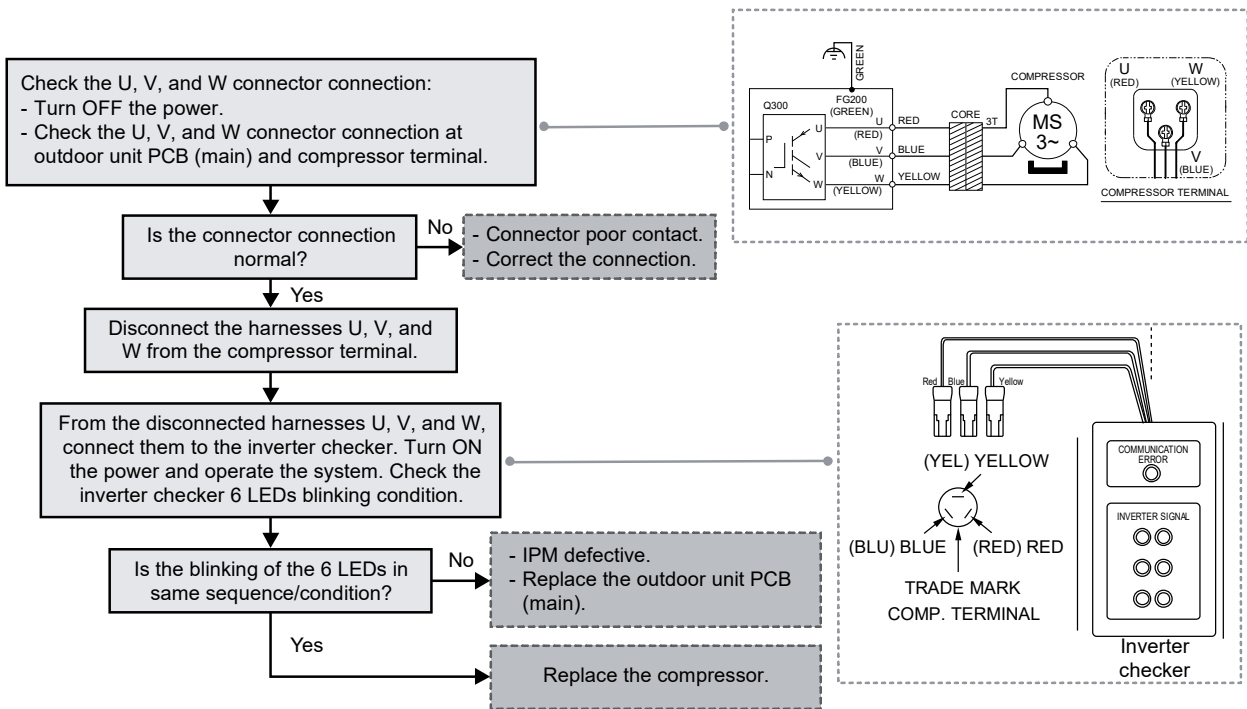 Check the U, V, and W connector connection:
- Turn OFF the power.
- Check the U, V, and W connector connection at
outdoor unit PCB (main) and compressor terminal.
Is the connector connection
normal?
No
- Connector poor contact.
- Correct the connection.
Yes
Disconnect the harnesses U, V, and
W from the compressor terminal.
From the disconnected harnesses U, V, and W,
connect them to the inverter checker. Turn ON
the power and operate the system. Check the
inverter checker 6 LEDs blinking condition.
Is the blinking of the 6 LEDs in
same sequence/condition?
No
- IPM defective.
- Replace the outdoor unit PCB
(main).
Yes
Replace the compressor.
GREEN
FG200
(GREEN)
Q300
P
N
U
V
W
U
(RED)
V
(BLUE)
W
(YELLOW)
RED
BLUE
YELLOW
CORE
3T
COMPRESSOR
MS
3~
U
(RED)
W
(YELLOW)
V
(BLUE)
COMPRESSOR TERMINAL
Red
Blue
Yellow
(YEL) YELLOW
(BLU) BLUE
(RED) RED
TRADE MARK
COMP. TERMINAL
COMMUNICATION
ERROR
INVERTER SIGNAL
Inverter
checker